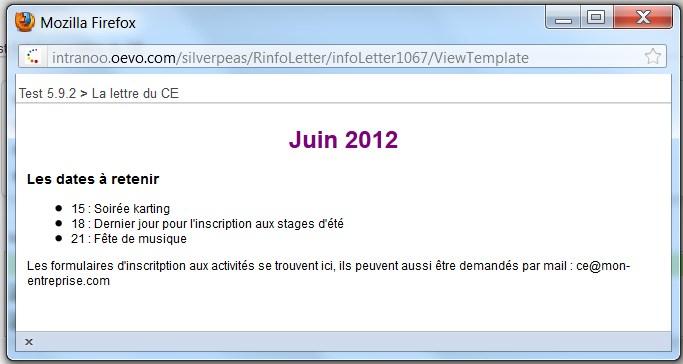 Mozilla Firefox
intranoo.oevo.com/silverpeas/RinfoLetter/infoLetter1067/ViewTemplate
Test 5.9.2 > La lettre du CE
Juin 2012
Les dates à retenir
15 : Soirée karting
18 : Dernier jour pour l'inscription aux stages d'été
21 : Fête de musique
Les formulaires d'inscritption aux activités se trouvent ici, ils peuvent aussi être demandés par mail : ce@mon-
entreprise.com